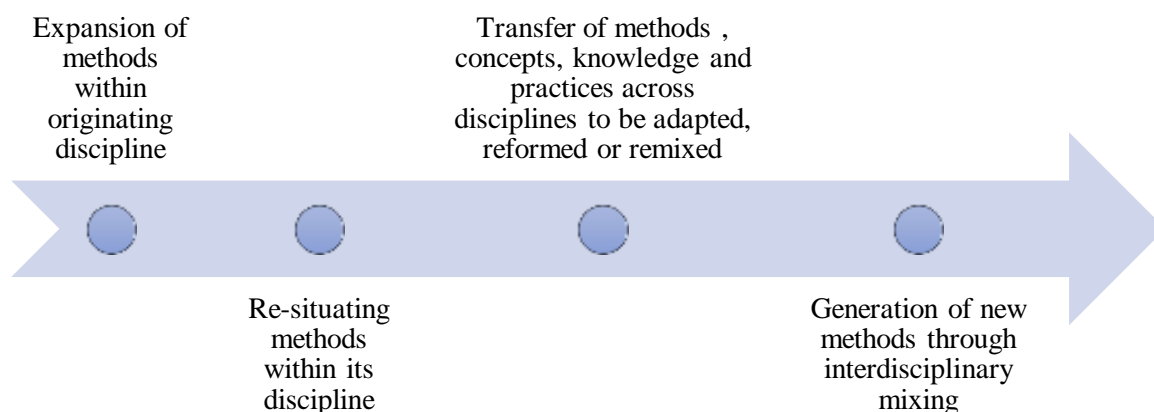 Expansion of
methods
within
originating
discipline
Re-situating
methods
within its
discipline
Transfer of methods ,
concepts, knowledge and
practices across
disciplines to be adapted,
reformed or remixed
Generation of new
methods through
interdisciplinary
mixing